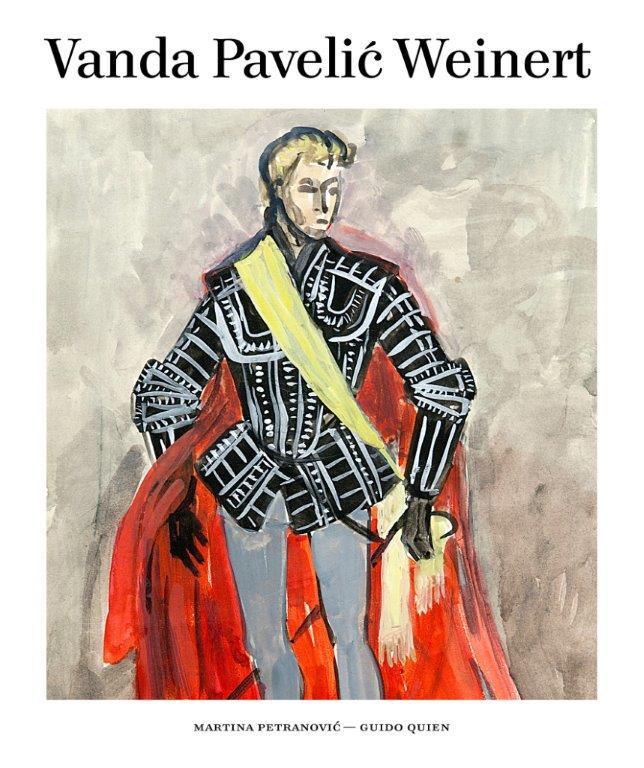 Vanda Pavelić Weinert
MARTINA PETRANOVIĆ — GUIDO QUIEN